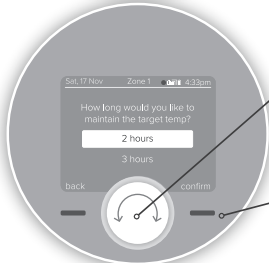 Sat, 17 Nov Zone 1 4:33pm
How long would you like to
maintain the target temp?
2 hours
3 hours
back confirm